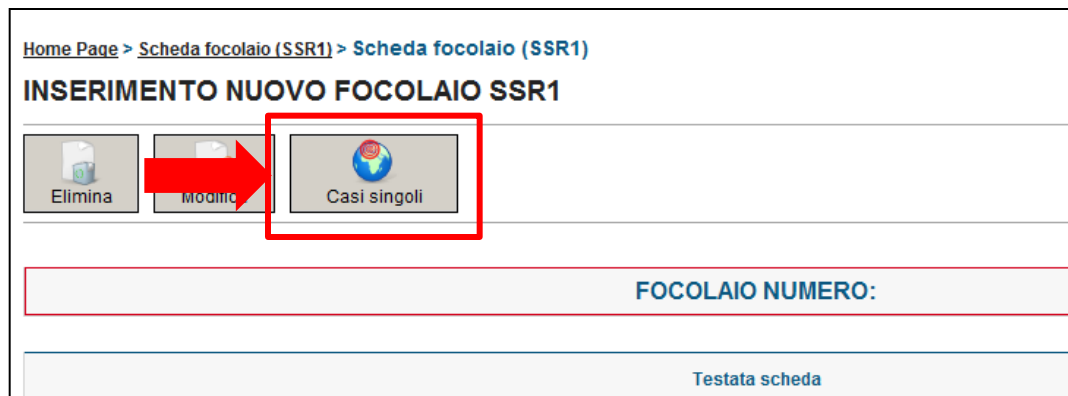 Home Page > Scheda focolaio (SSR1) > Scheda focolaio (SSR1)
INSERIMENTO NUOVO FOCOLAIO SSR1
Elimina Casi singoli
FOCOLAIO NUMERO:
Testata scheda